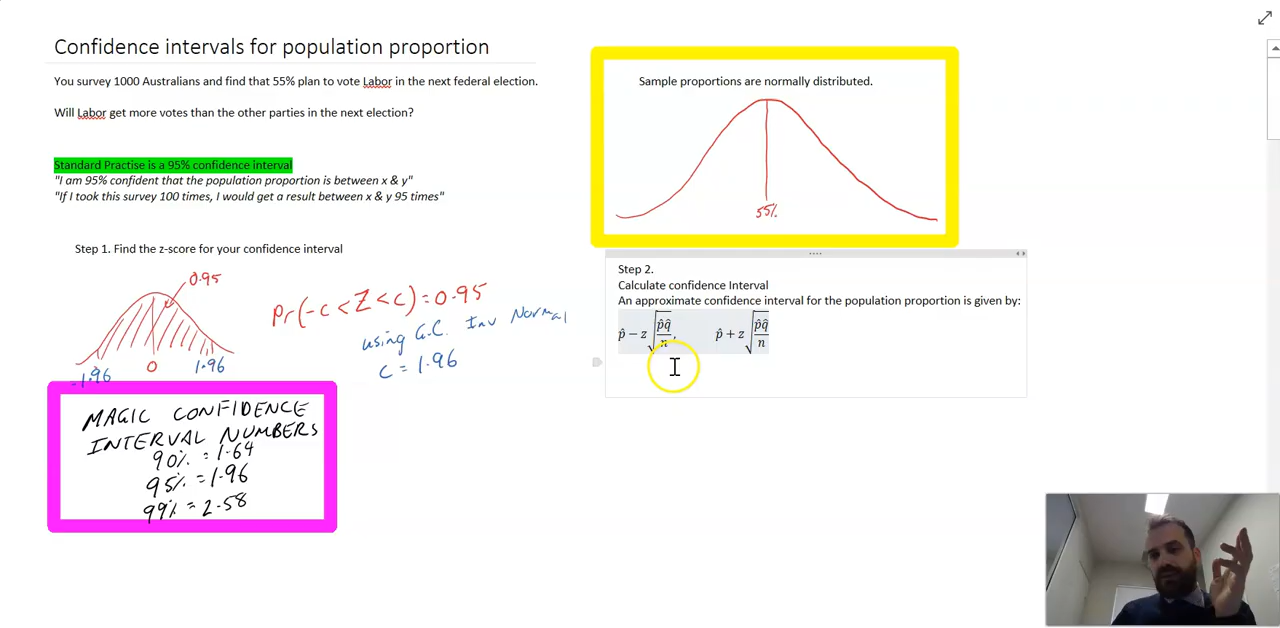 Confidence intervals for population proportion
You survey 1000 Australians and find that 55% plan to vote Labor in the next federal election.
Will Labor get more votes than the other parties in the next election?
Standard Practise is a 95% confidence interval
"I am 95% confident that the population proportion is between x & y"
"If I took this survey 100 times, I would get a result between x & y 95 times"
Step 1. Find the z-score for your confidence interval
0.95
-1.96
0
1.96
Pr(-c < Z < c) = 0.95
using G.C. Inv Normal
c = 1.96
MAGIC CONFIDENCE
INTERVAL NUMBERS
90% = 1.64
95% = 1.96
99% = 2.58
Sample proportions are normally distributed.
55%
Step 2.
Calculate confidence Interval
An approximate confidence interval for the population proportion is given by:
p̂ − z √(p̂q̂/n), p̂ + z √(p̂q̂/n)